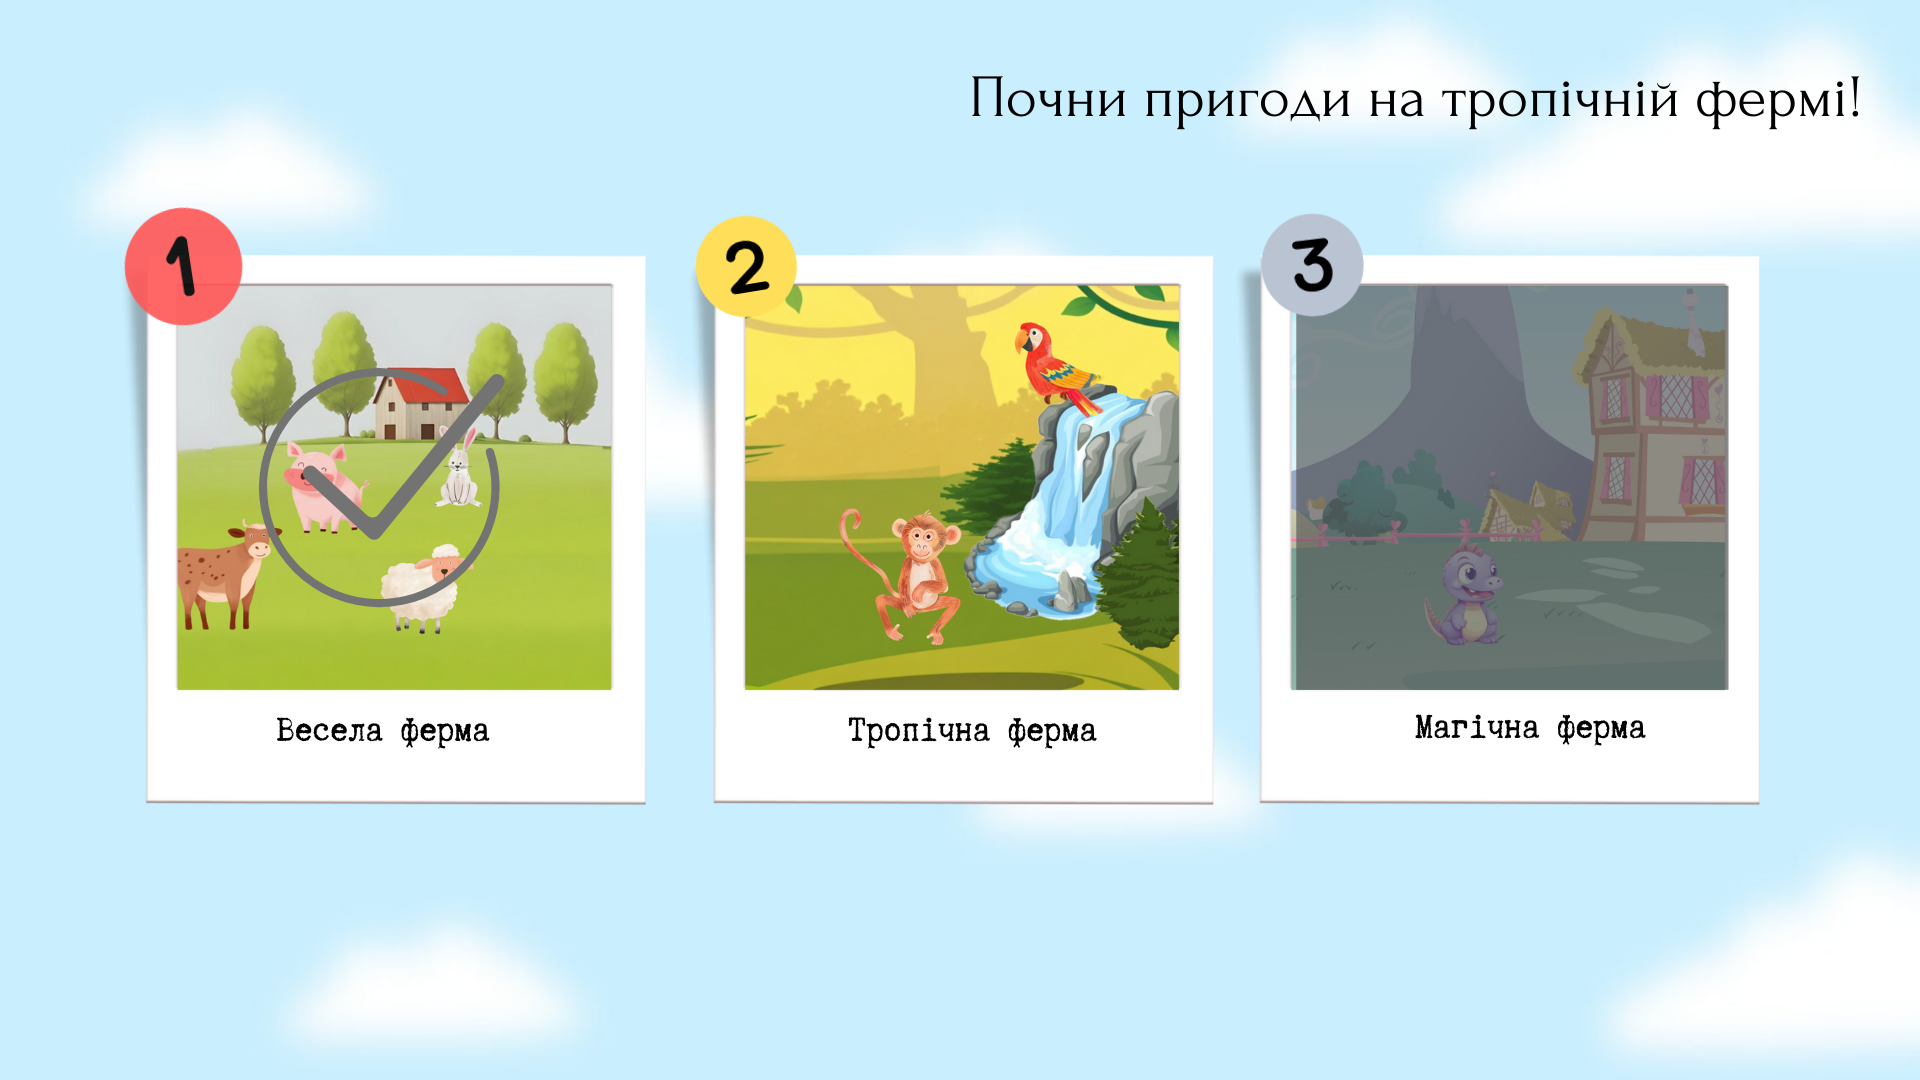 Почни пригоди на тропічній фермі!
1
2
3
Весела ферма
Тропічна ферма
Магічна ферма